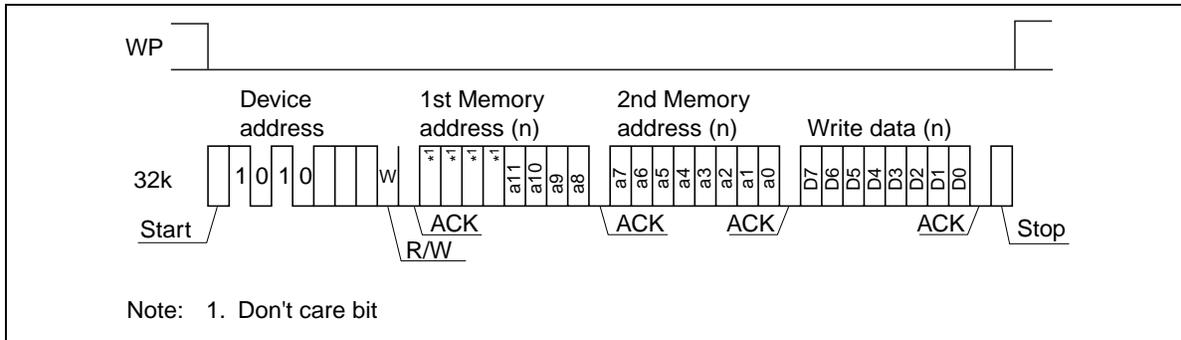 WP
Device 1st Memory 2nd Memory
address address (n) address (n) Write data (n)
32k 1 0 1 0 W *1 *1 *1 *1 a11 a10 a9 a8 a7 a6 a5 a4 a3 a2 a1 a0 D7 D6 D5 D4 D3 D2 D1 D0
Start ACK ACK ACK ACK Stop
R/W
Note: 1. Don't care bit